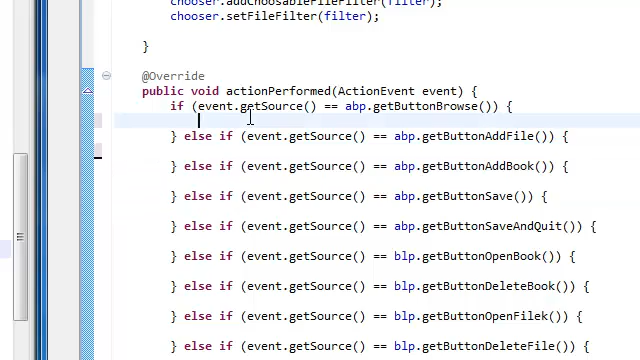 chooser.addChoosableFileFilter(filter);
chooser.setFileFilter(filter);
}
@Override
public void actionPerformed(ActionEvent event) {
if (event.getSource() == abp.getButtonBrowse()) {
} else if (event.getSource() == abp.getButtonAddFile()) {
} else if (event.getSource() == abp.getButtonAddBook()) {
} else if (event.getSource() == abp.getButtonSave()) {
} else if (event.getSource() == abp.getButtonSaveAndQuit()) {
} else if (event.getSource() == blp.getButtonOpenBook()) {
} else if (event.getSource() == blp.getButtonDeleteBook()) {
} else if (event.getSource() == blp.getButtonOpenFilek()) {
} else if (event.getSource() == blp.getButtonDeleteFile()) {